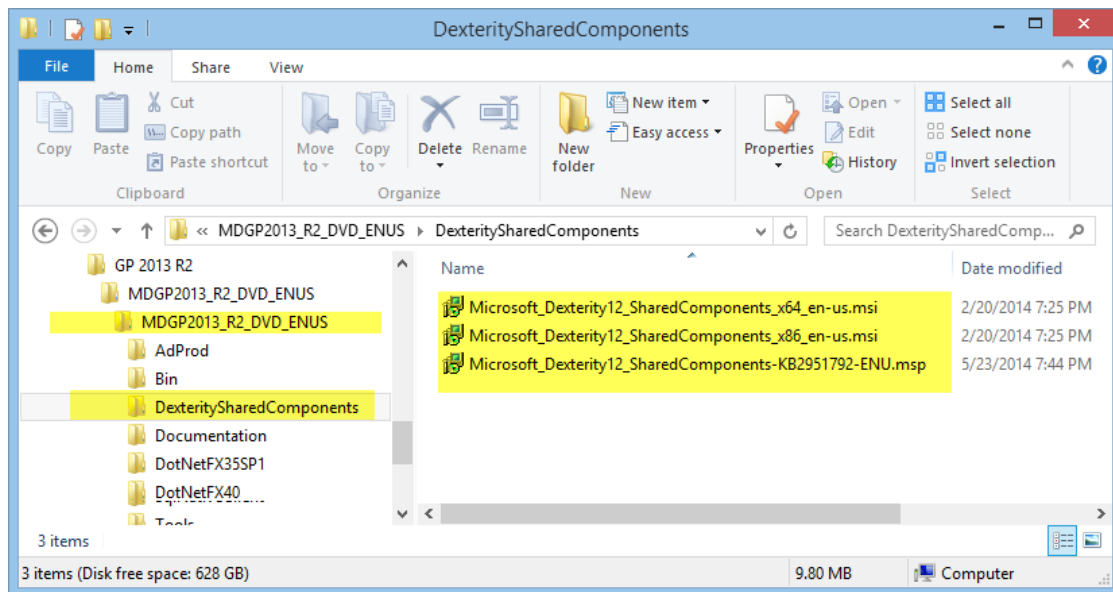 DexteritySharedComponents
File Home Share View
Copy Paste Cut Copy path Paste shortcut Move to Copy to Delete Rename New folder New item Easy access Properties Open Edit History Select all Select none Invert selection
Clipboard Organize New Open Select
« MDGP2013_R2_DVD_ENUS DexteritySharedComponents Search DexteritySharedComp...
GP 2013 R2
MDGP2013_R2_DVD_ENUS
MDGP2013_R2_DVD_ENUS
AdProd
Bin
DexteritySharedComponents
Documentation
DotNetFX35SP1
DotNetFX40
Tools
Name Date modified
Microsoft_Dexterity12_SharedComponents_x64_en-us.msi 2/20/2014 7:25 PM
Microsoft_Dexterity12_SharedComponents_x86_en-us.msi 2/20/2014 7:25 PM
Microsoft_Dexterity12_SharedComponents-KB2951792-ENU.msp 5/23/2014 7:44 PM
3 items
3 items (Disk free space: 628 GB) 9.80 MB Computer